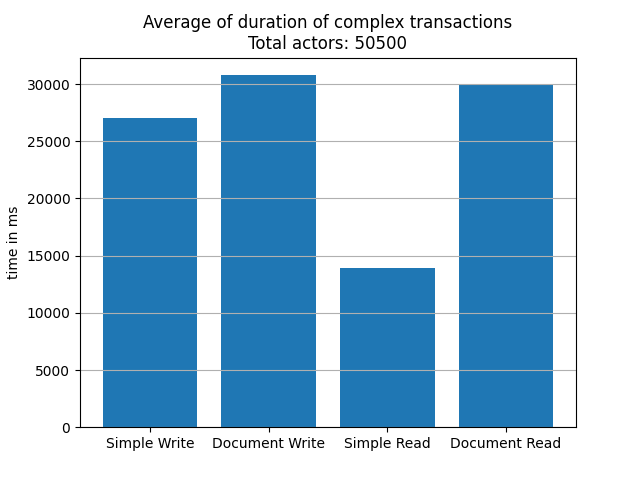 Average of duration of complex transactions
Total actors: 50500
30000
25000
20000
15000
10000
5000
0
time in ms
Simple Write
Document Write
Simple Read
Document Read